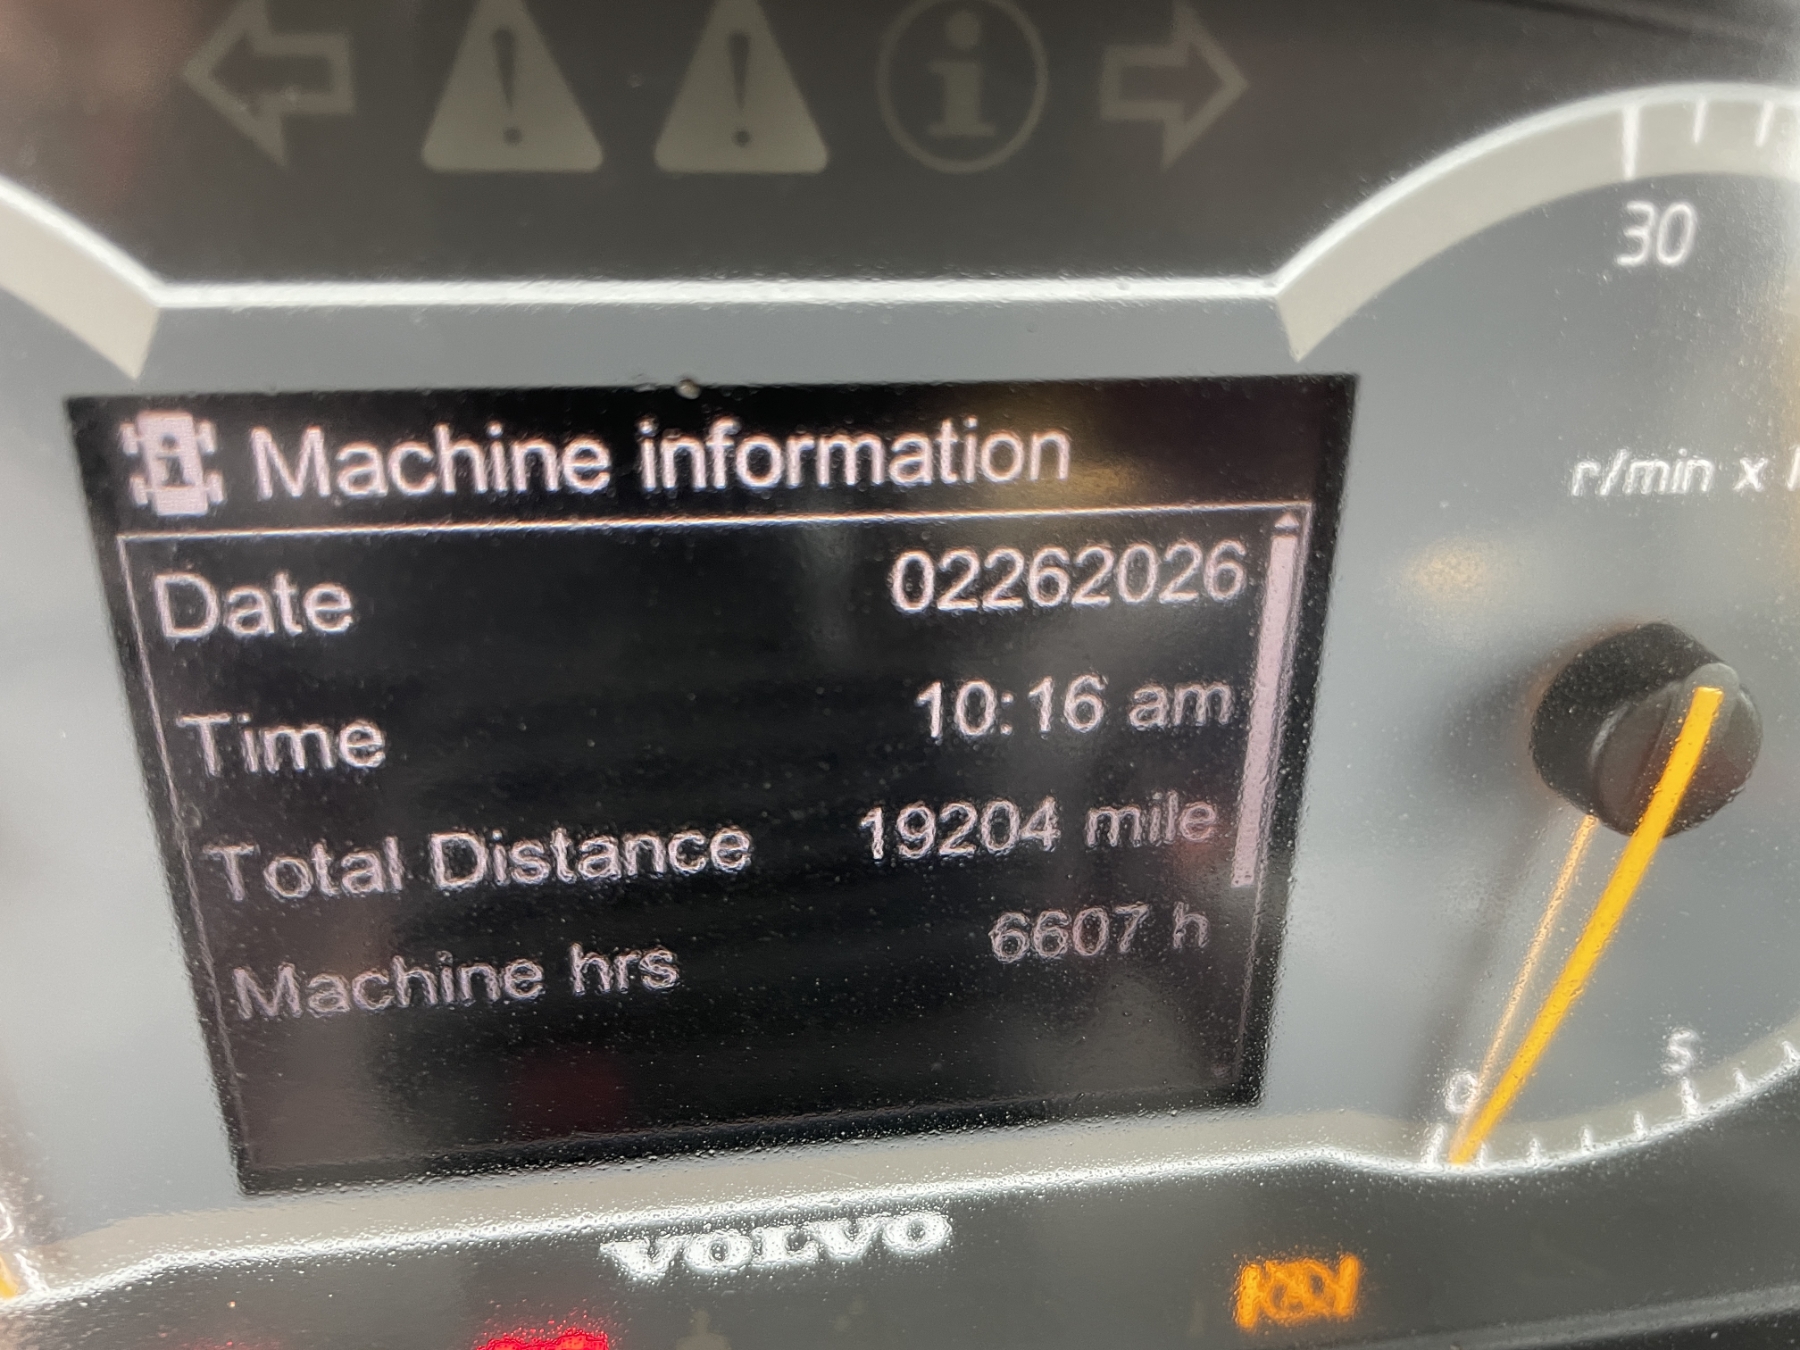 30
r/min x
Machine information
Date 02262026
Time 10:16 am
Total Distance 19204 mile
Machine hrs 6607 h
0
5
VOLVO